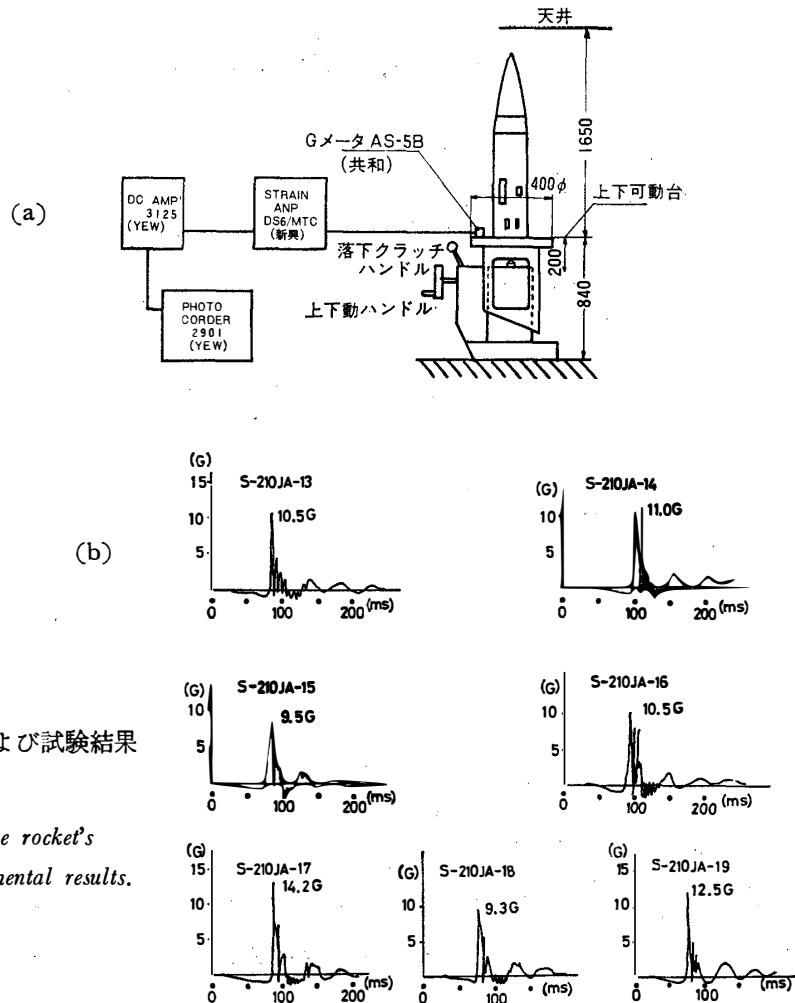 (a)
天井
GメータAS-5B
(共和)
400φ
1650
上下可動台
DC AMP
3125
(YEW)
STRAIN
ANP
DS6/MTC
(新興)
落下クラッチ
ハンドル
200
840
上下動ハンドル
PHOTO
CORDER
2901
(YEW)
(b)
(G)
S-210JA-13
15
10
5
10.5G
0 100 200 (ms)
(G)
S-210JA-14
10
5
11.0G
0 100 200 (ms)
(G)
S-210JA-15
10
5
9.5G
0 100 200 (ms)
(G)
S-210JA-16
10
5
10.5G
0 100 200 (ms)
よび試験結果
e rocket's
nental results.
(G)
S-210JA-17
15
10
5
14.2G
0 100 200 (ms)
(G)
S-210JA-18
10
5
9.3G
0 100 (ms)
(G)
S-210JA-19
15
10
5
12.5G
0 100 (ms)